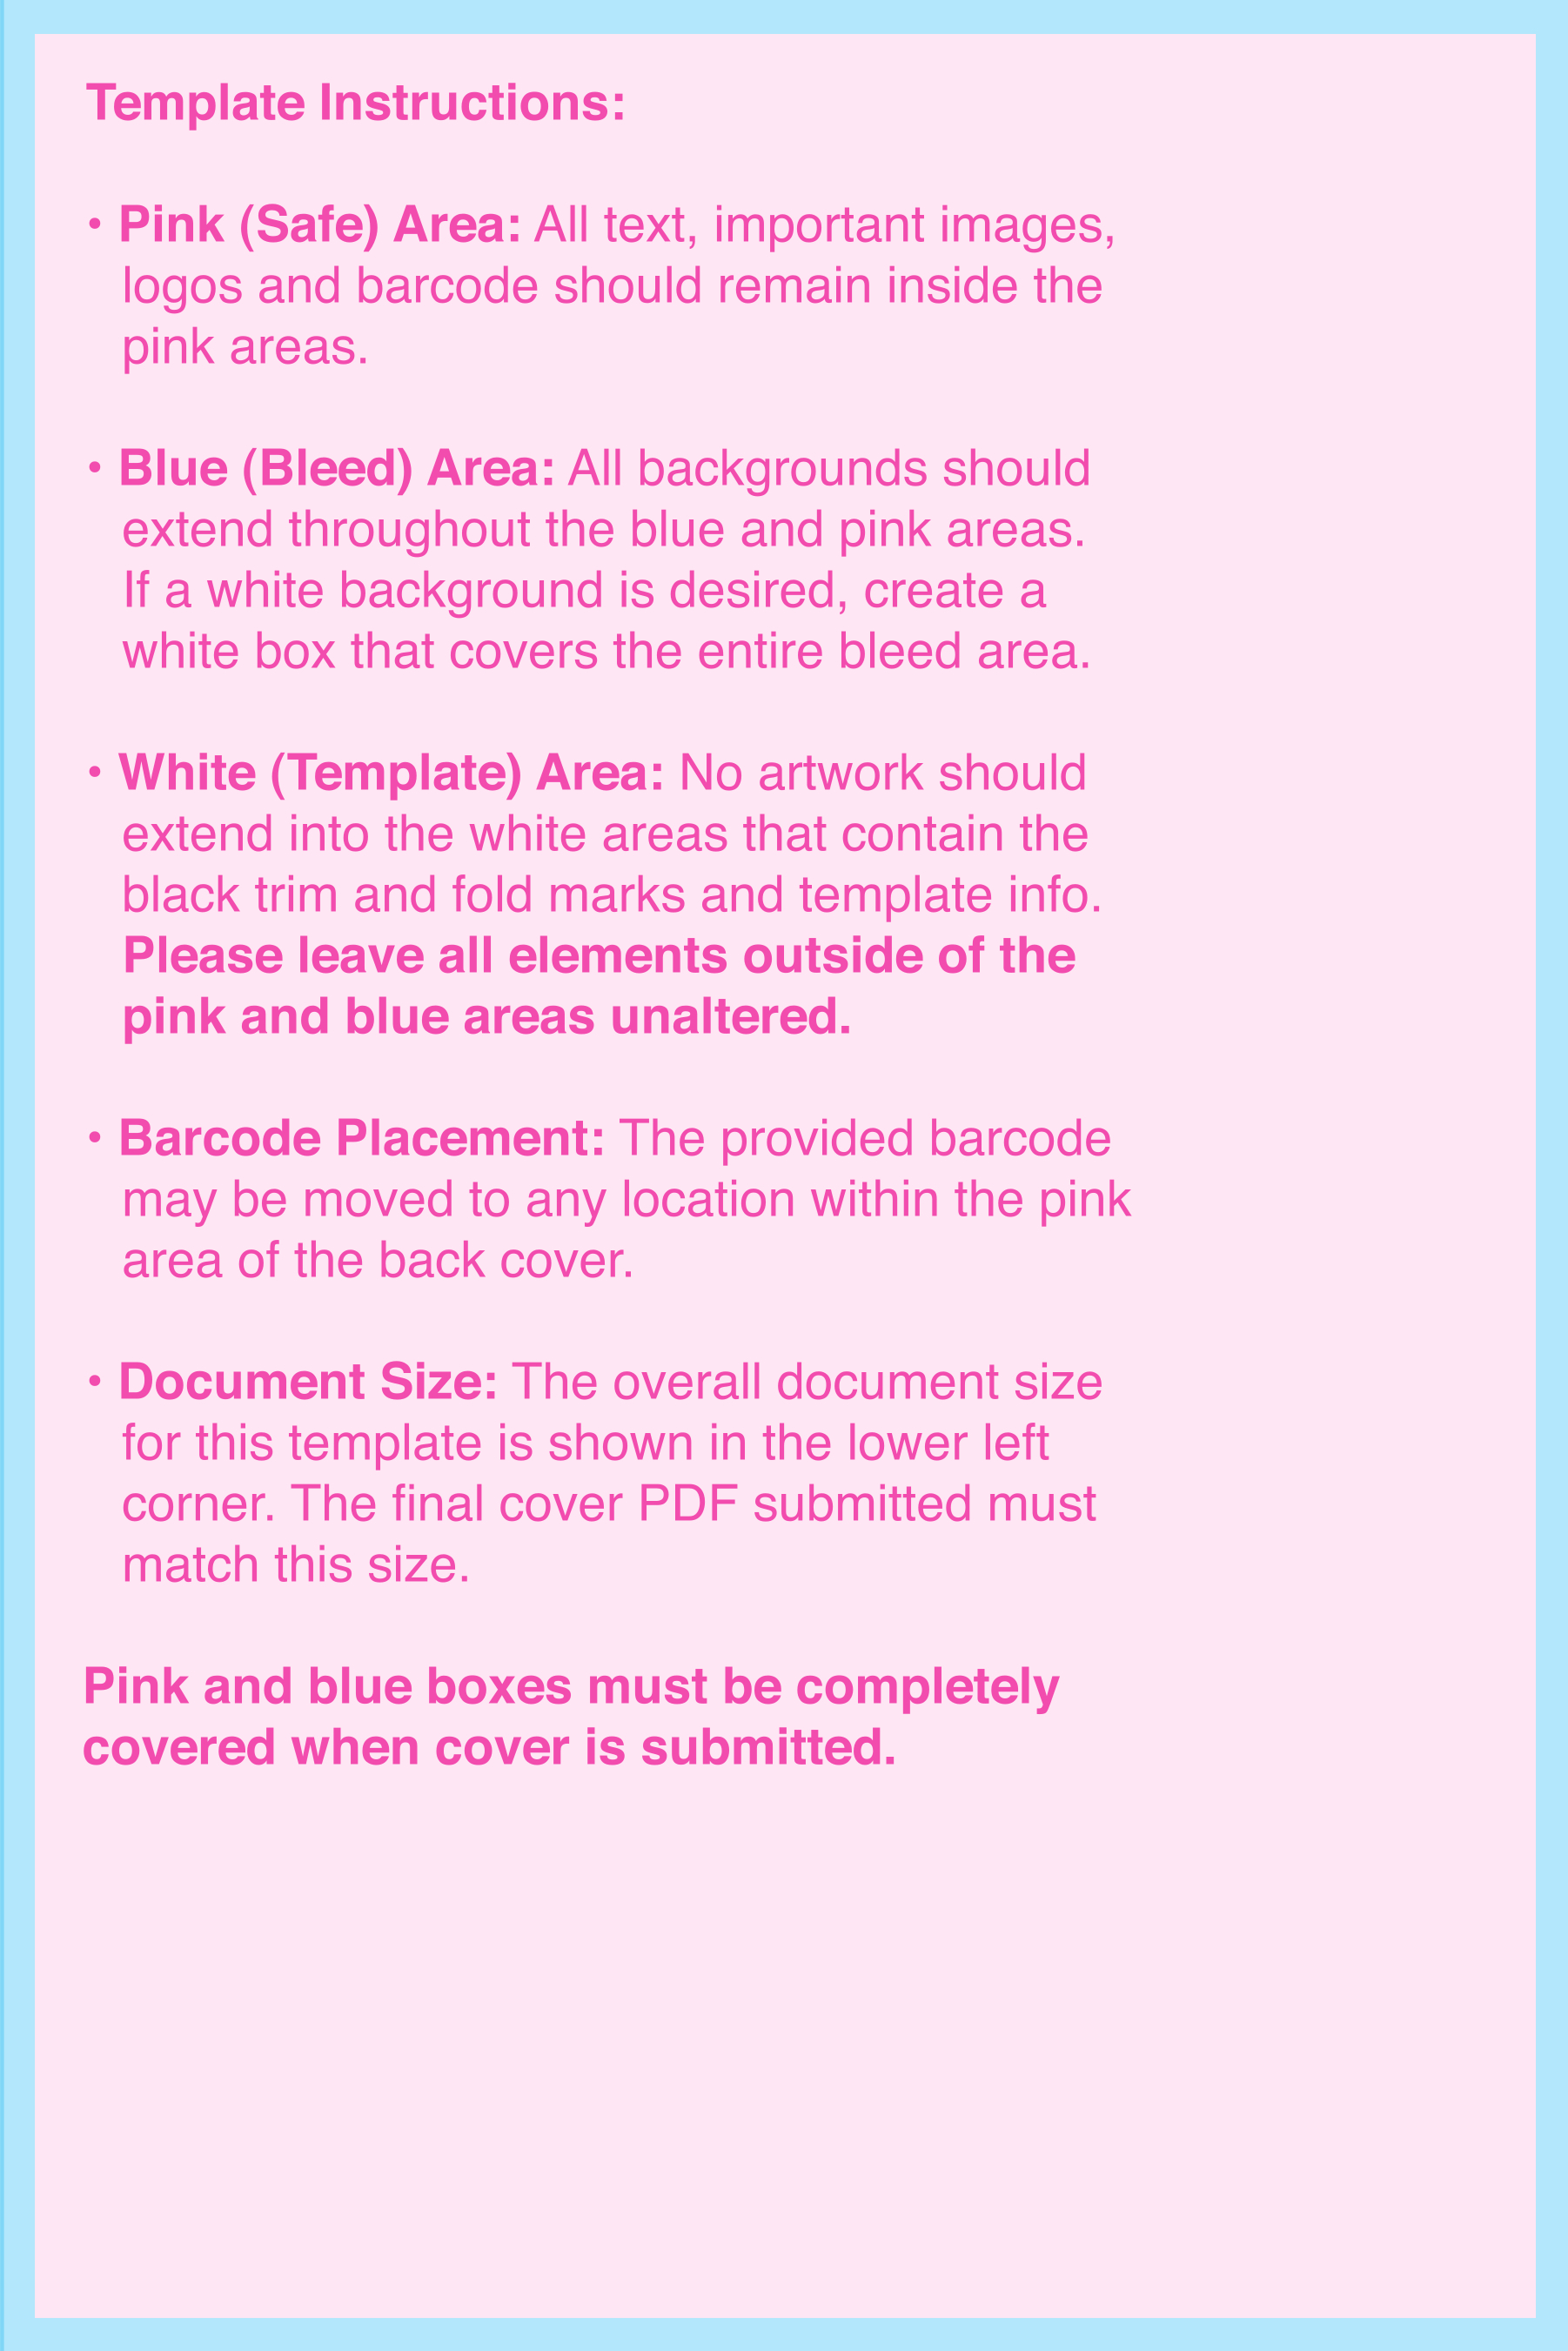 Template Instructions:
• Pink (Safe) Area: All text, important images,
logos and barcode should remain inside the
pink areas.
• Blue (Bleed) Area: All backgrounds should
extend throughout the blue and pink areas.
If a white background is desired, create a
white box that covers the entire bleed area.
• White (Template) Area: No artwork should
extend into the white areas that contain the
black trim and fold marks and template info.
Please leave all elements outside of the
pink and blue areas unaltered.
• Barcode Placement: The provided barcode
may be moved to any location within the pink
area of the back cover.
• Document Size: The overall document size
for this template is shown in the lower left
corner. The final cover PDF submitted must
match this size.
Pink and blue boxes must be completely
covered when cover is submitted.